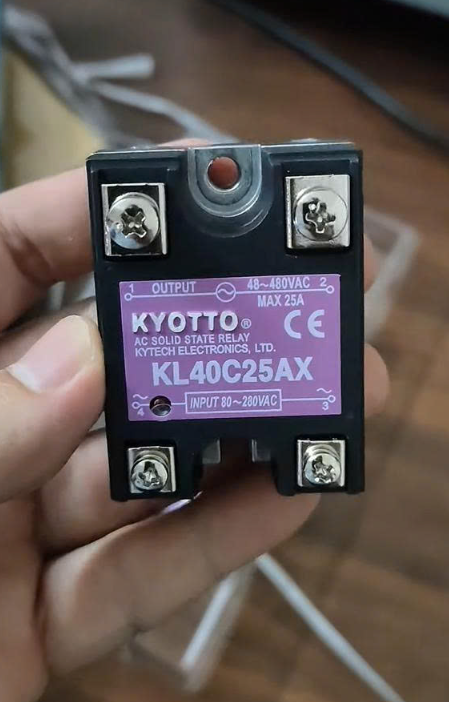 1 OUTPUT 48~480VAC 2
MAX 25A
KYOTTO®
CE
AC SOLID STATE RELAY
KYTECH ELECTRONICS, LTD.
KL40C25AX
~ ~
4 INPUT 80~280VAC 3